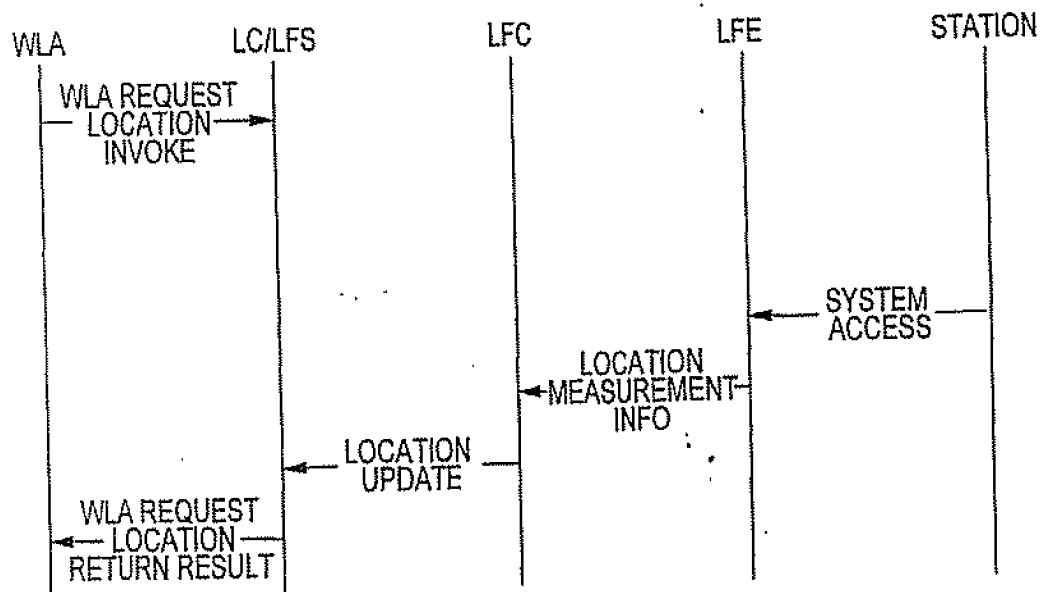 WLA LC/LFS LFC LFE STATION
WLA REQUEST
LOCATION
INVOKE
SYSTEM
ACCESS
LOCATION
MEASUREMENT
INFO
LOCATION
UPDATE
WLA REQUEST
LOCATION
RETURN RESULT